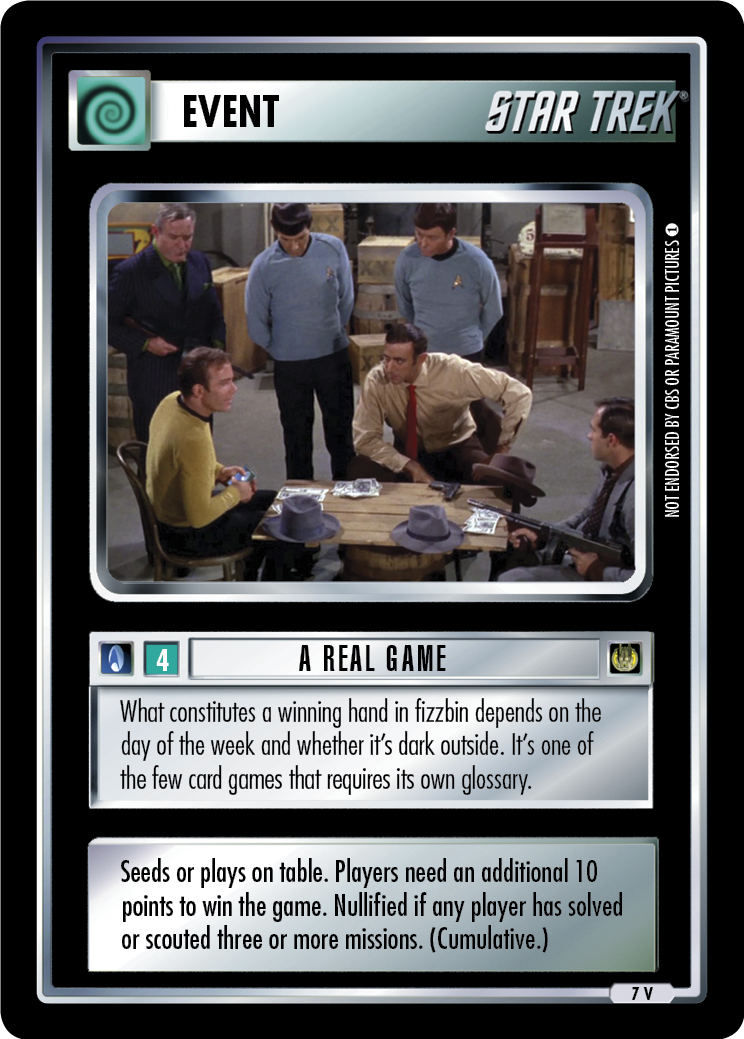 EVENT
STAR TREK®
NOT ENDORSED BY CBS OR PARAMOUNT PICTURES 1
4
A REAL GAME
What constitutes a winning hand in fizzbin depends on the
day of the week and whether it's dark outside. It's one of
the few card games that requires its own glossary.
Seeds or plays on table. Players need an additional 10
points to win the game. Nullified if any player has solved
or scouted three or more missions. (Cumulative.)
7 V